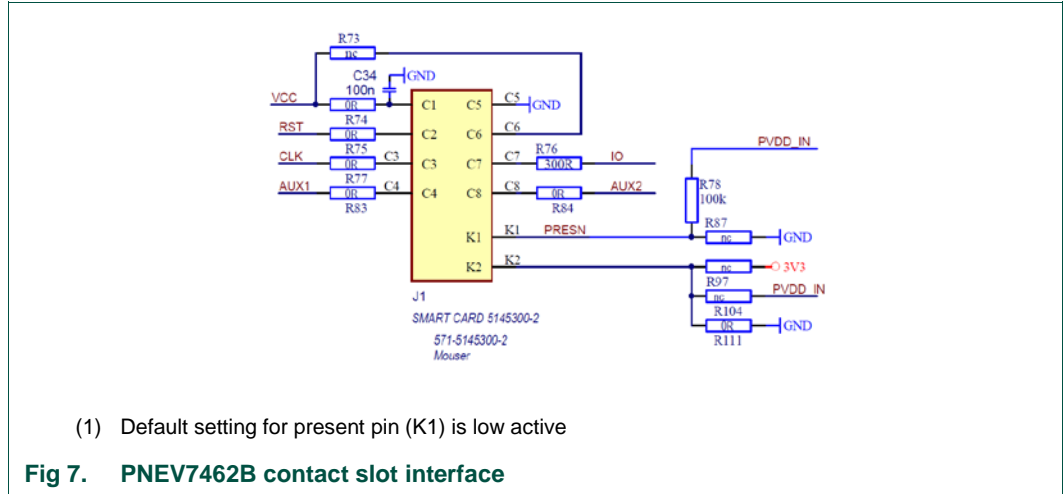 R73
nc
C34
GND
100n
VCC
0R
C1
C5
C5
GND
R74
C6
RST
0R
C2
C6
R75
R76
PVDD_IN
CLK
0R
C3
C3
C7
C7
300R
IO
R77
R78
AUX1
0R
C4
C4
C8
C8
0R
AUX2
100k
R83
R84
R87
K1
K1
PRESN
nc
GND
K2
K2
nc
3V3
R97
PVDD_IN
nc
J1
R104
SMART CARD 5145300-2
0R
GND
571-5145300-2
R111
Mouser
(1) Default setting for present pin (K1) is low active
Fig 7. PNEV7462B contact slot interface